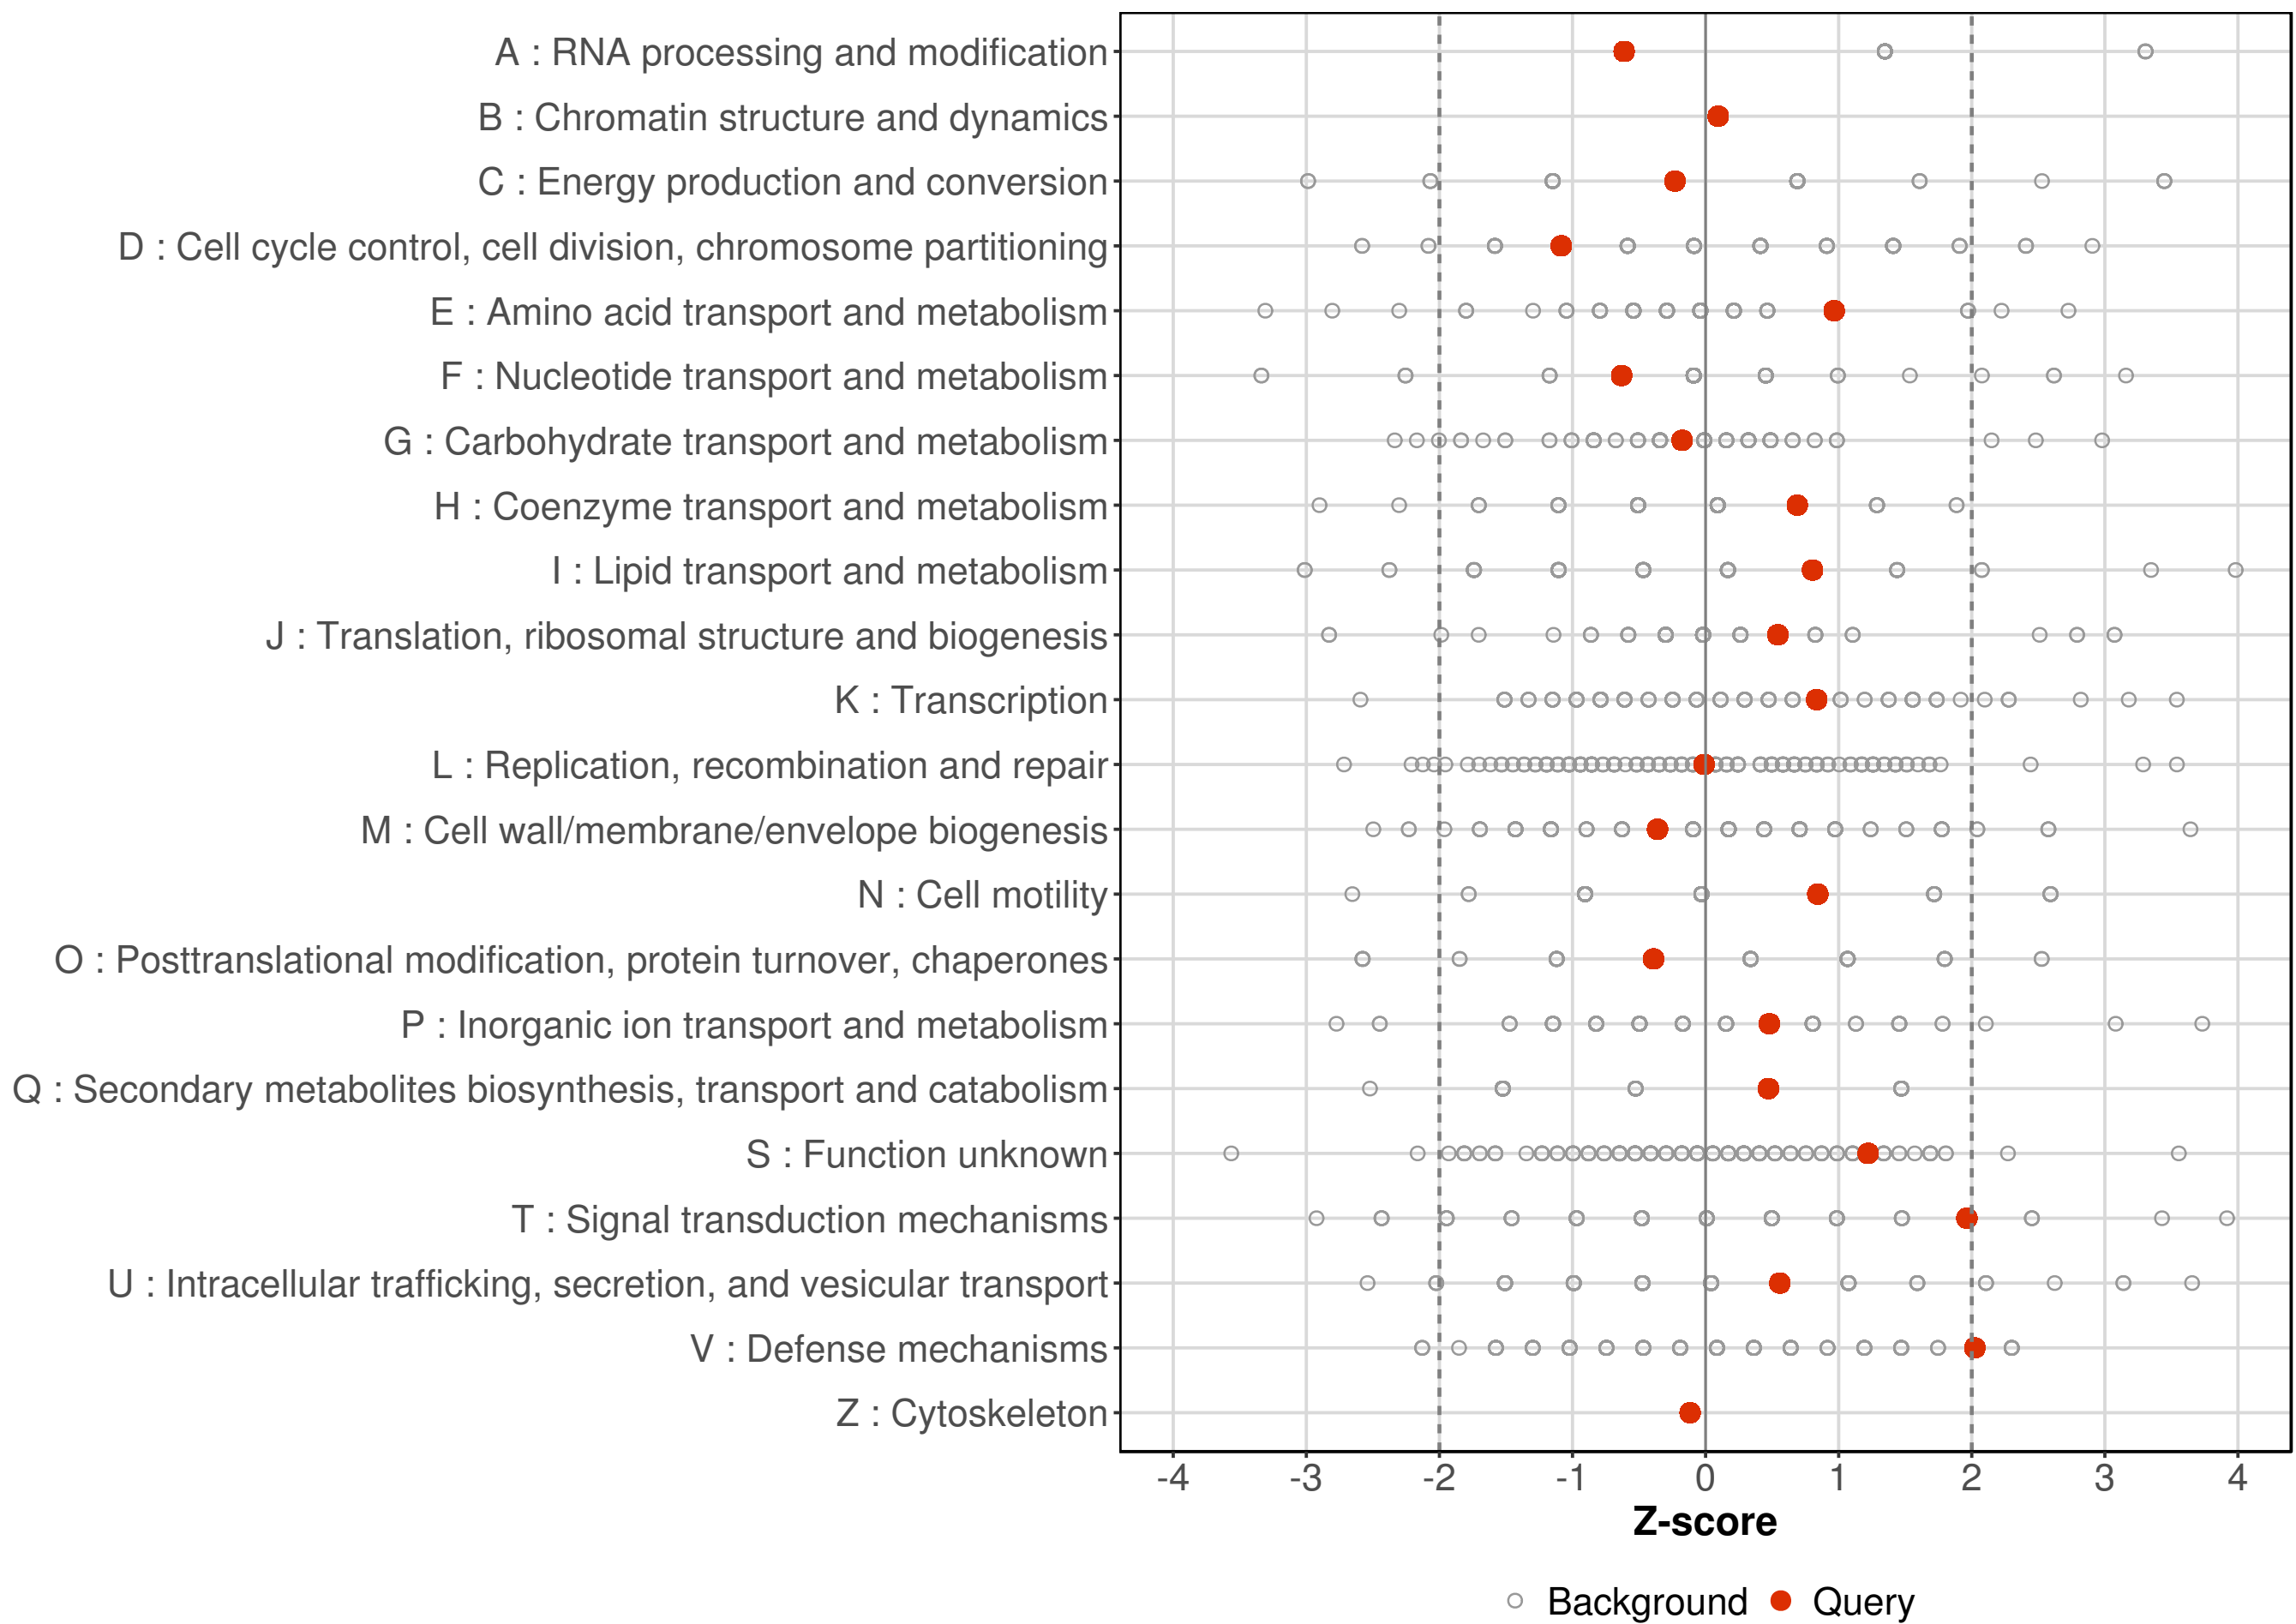 A : RNA processing and modification
B : Chromatin structure and dynamics
C : Energy production and conversion
D : Cell cycle control, cell division, chromosome partitioning
E : Amino acid transport and metabolism
F : Nucleotide transport and metabolism
G : Carbohydrate transport and metabolism
H : Coenzyme transport and metabolism
I : Lipid transport and metabolism
J : Translation, ribosomal structure and biogenesis
K : Transcription
L : Replication, recombination and repair
M : Cell wall/membrane/envelope biogenesis
N : Cell motility
O : Posttranslational modification, protein turnover, chaperones
P : Inorganic ion transport and metabolism
Q : Secondary metabolites biosynthesis, transport and catabolism
S : Function unknown
T : Signal transduction mechanisms
U : Intracellular trafficking, secretion, and vesicular transport
V : Defense mechanisms
Z : Cytoskeleton
-4 -3 -2 -1 0 1 2 3 4
Z-score
Background Query